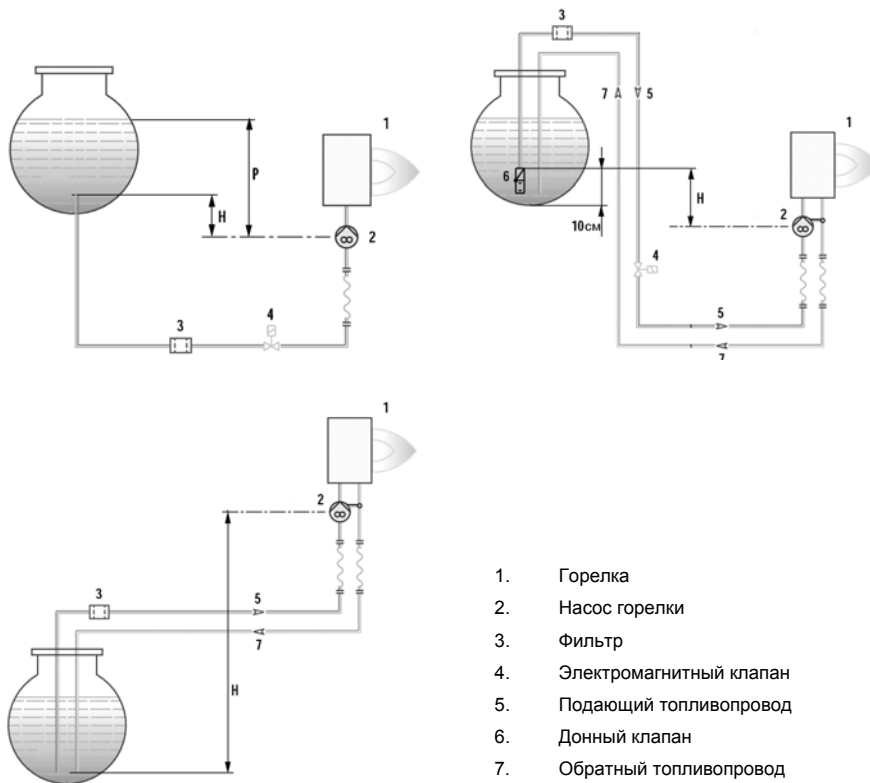 1
P
H
2
4
3
3
7
5
1
6
H
2
10см
4
5
7
1
2
3
5
7
H
1. Горелка
2. Насос горелки
3. Фильтр
4. Электромагнитный клапан
5. Подающий топливопровод
6. Донный клапан
7. Обратный топливопровод